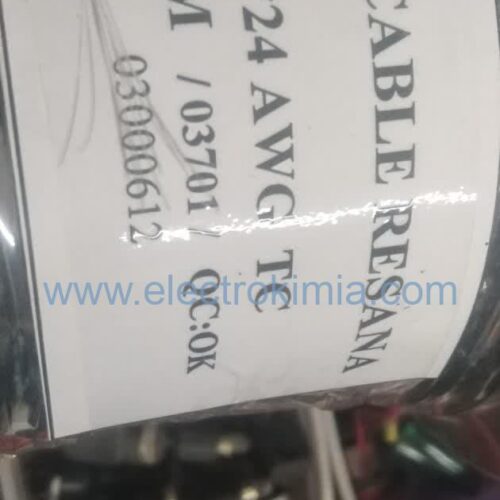 CABLE RESANA
*24 AWG TC
M / 03701 / QC:OK
03000612
www.electrokimia.com